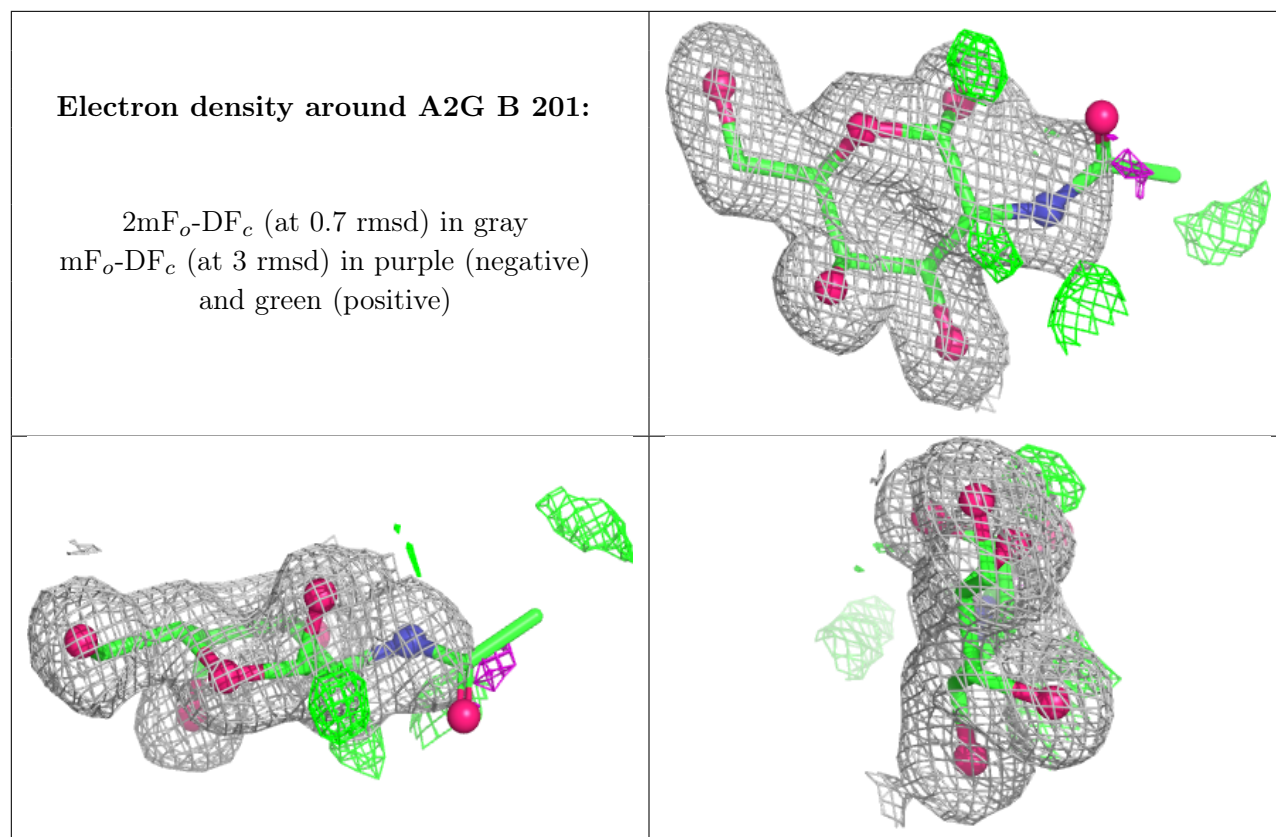 Electron density around A2G B 201:
2mFₒ-DF𝒸 (at 0.7 rmsd) in gray
mFₒ-DF𝒸 (at 3 rmsd) in purple (negative)
and green (positive)